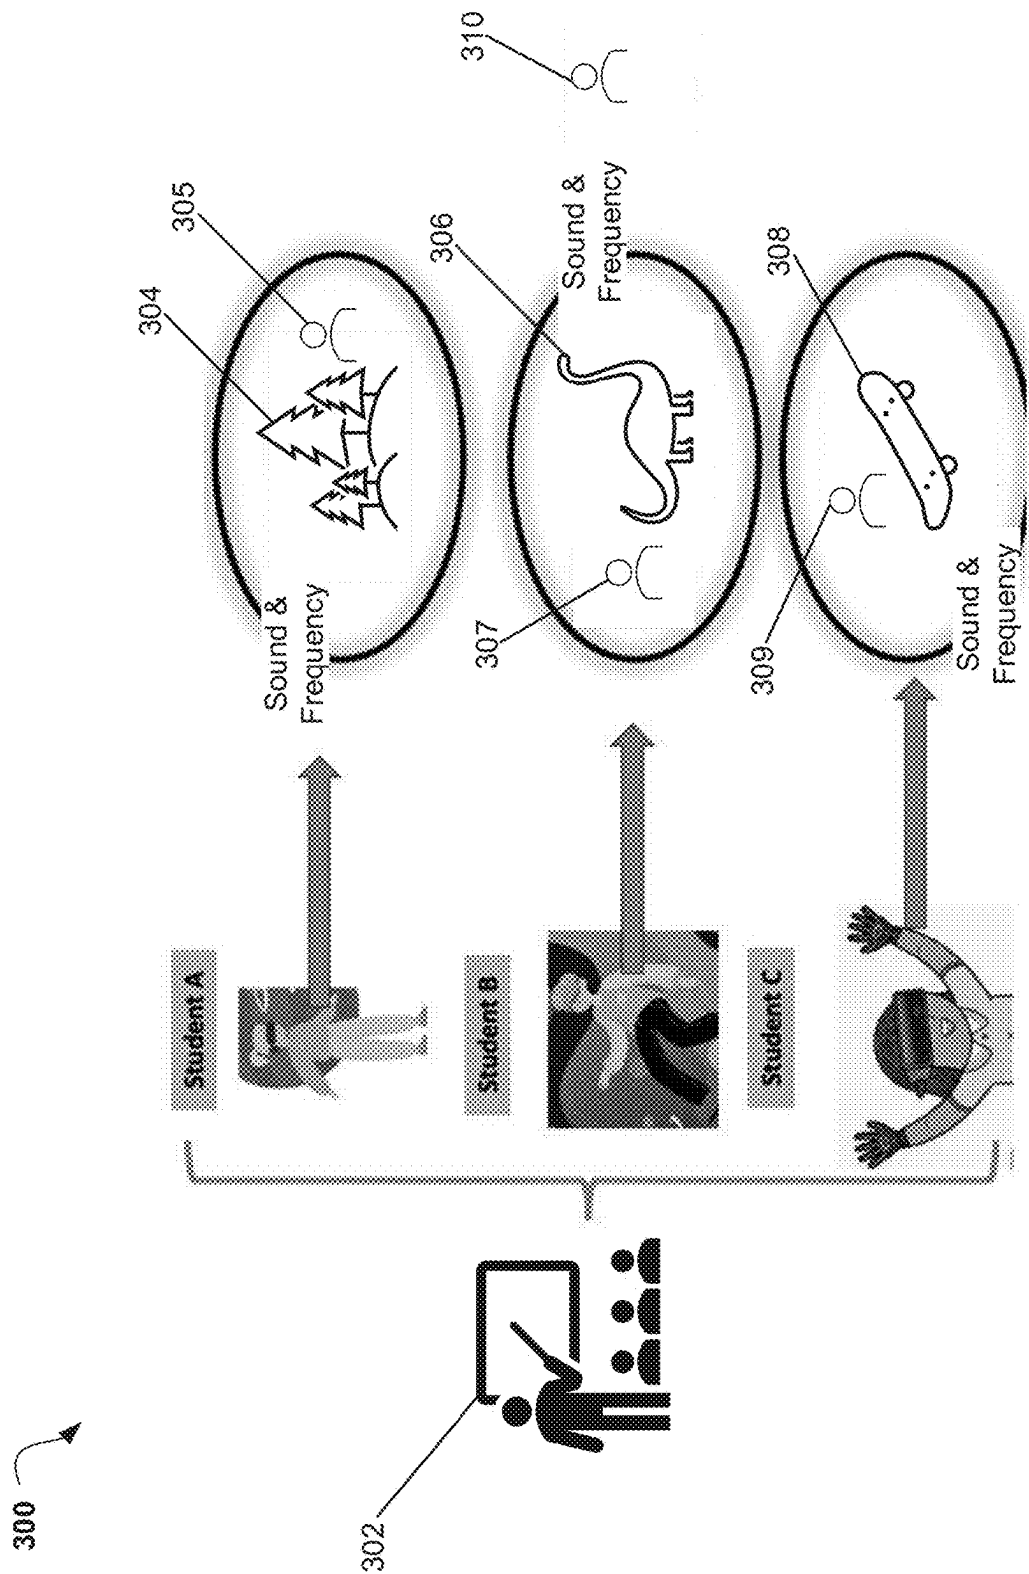 300
302
Student A
Student B
Student C
Sound &
Frequency
304
305
Sound &
Frequency
306
307
310
Sound &
Frequency
308
309